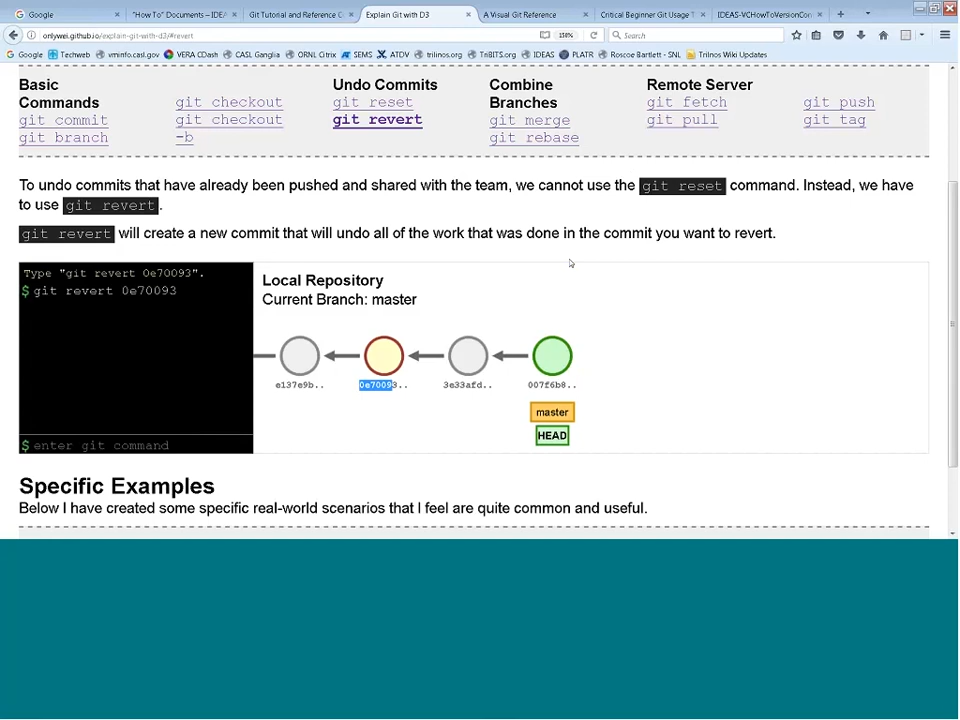 Google
"How To" Documents – IDEA
Git Tutorial and Reference C
Explain Git with D3
A Visual Git Reference
Critical Beginner Git Usage T
IDEAS-VCHowToVersionCon
onlywei.github.io/explain-git-with-d3/#revert
150%
Search
Google
Techweb
vminfo.casl.gov
VERA CDash
CASL Ganglia
ORNL Citrix
SEMS
ATDV
trilinos.org
TriBITS.org
IDEAS
PLATR
Roscoe Bartlett - SNL
Trilinos Wiki Updates
Basic
Commands
git commit
git branch
git checkout
git checkout
-b
Undo Commits
git reset
git revert
Combine
Branches
git merge
git rebase
Remote Server
git fetch
git pull
git push
git tag
To undo commits that have already been pushed and shared with the team, we cannot use the git reset command. Instead, we have
to use git revert.
git revert will create a new commit that will undo all of the work that was done in the commit you want to revert.
Type "git revert 0e70093".
$ git revert 0e70093
$ enter git command
Local Repository
Current Branch: master
e137e9b..
0e70093..
3e33afd..
007f6b8..
master
HEAD
Specific Examples
Below I have created some specific real-world scenarios that I feel are quite common and useful.